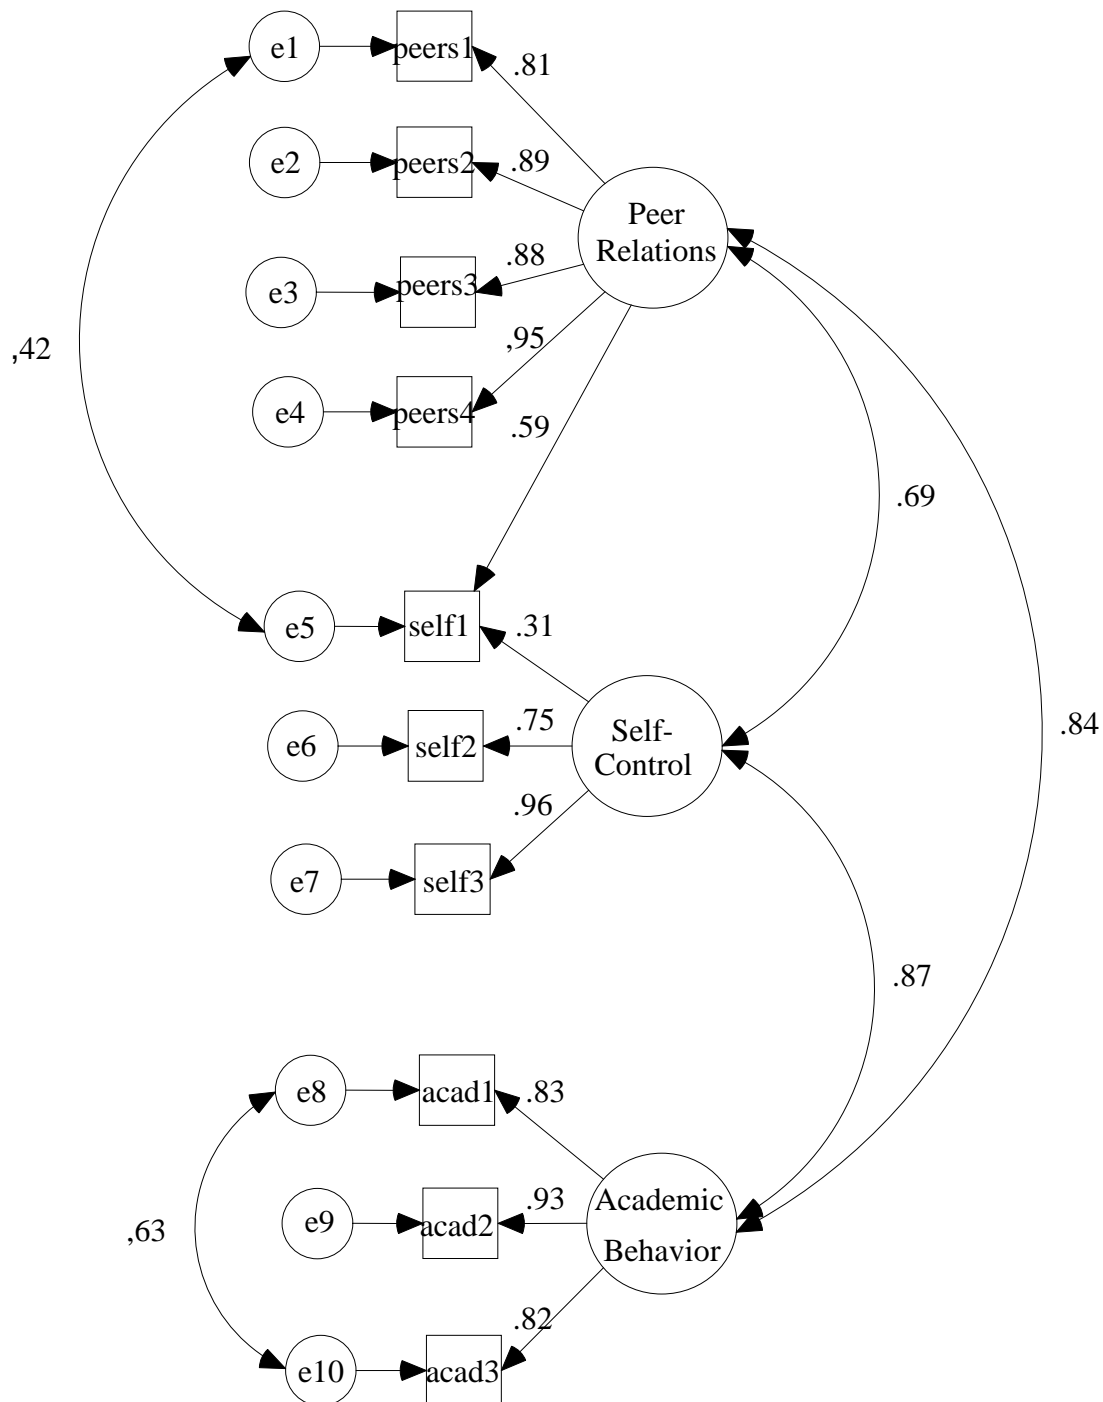 e1
peers1
.81
e2
peers2
.89
Peer
Relations
e3
peers3
.88
,95
,42
e4
peers4
.59
.69
e5
self1
.31
e6
self2
.75
Self-
Control
.84
.96
e7
self3
.87
e8
acad1
.83
e9
acad2
.93
Academic
Behavior
,63
.82
e10
acad3